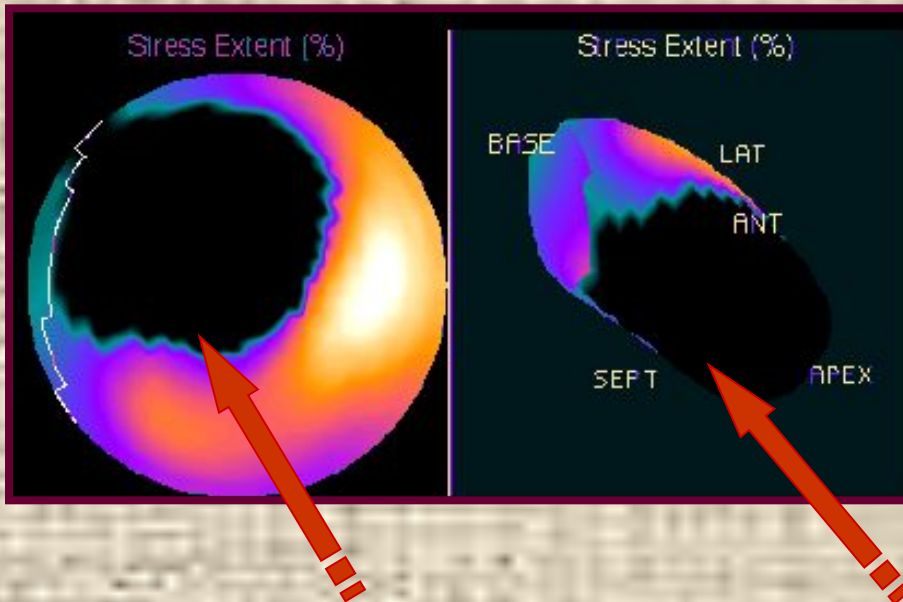 Stress Extent (%)
Stress Extent (%)
BASE
LAT
ANT
SEPT
APEX